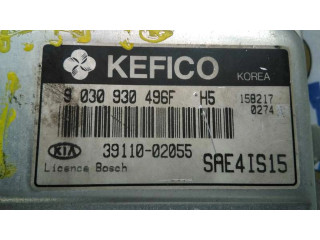 KEFICO KOREA
9 030 930 496F H5 158217
0274
KIA 39110-02055 SAE4IS15
Licence Bosch